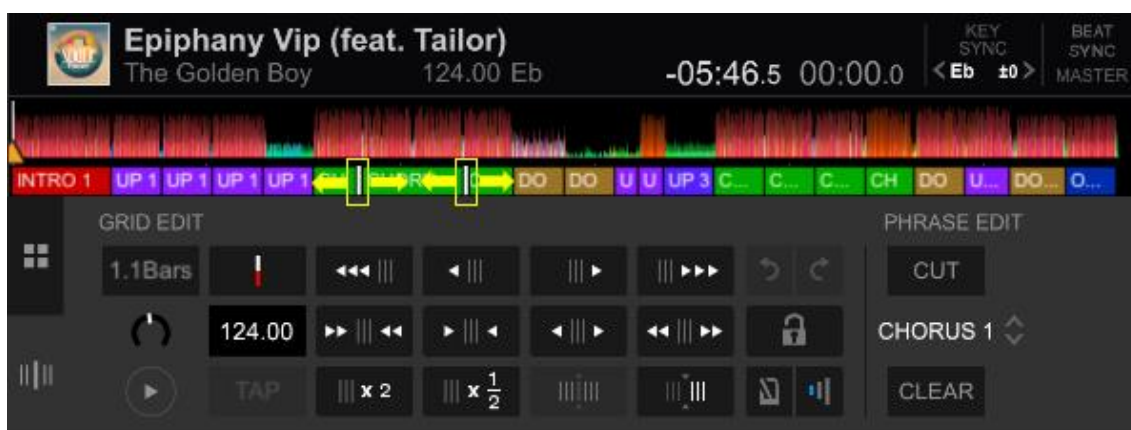 Epiphany Vip (feat. Tailor)
The Golden Boy 124.00 Eb
-05:46.5 00:00.0
KEY SYNC
< Eb ±0 >
BEAT SYNC
MASTER
INTRO 1 UP 1 UP 1 UP 1 UP 1 DO DO U U UP 3 C... C... C... CH DO U... DO... O...
GRID EDIT
PHRASE EDIT
1.1Bars
CUT
124.00
CHORUS 1
TAP
x 2
x 1/2
CLEAR